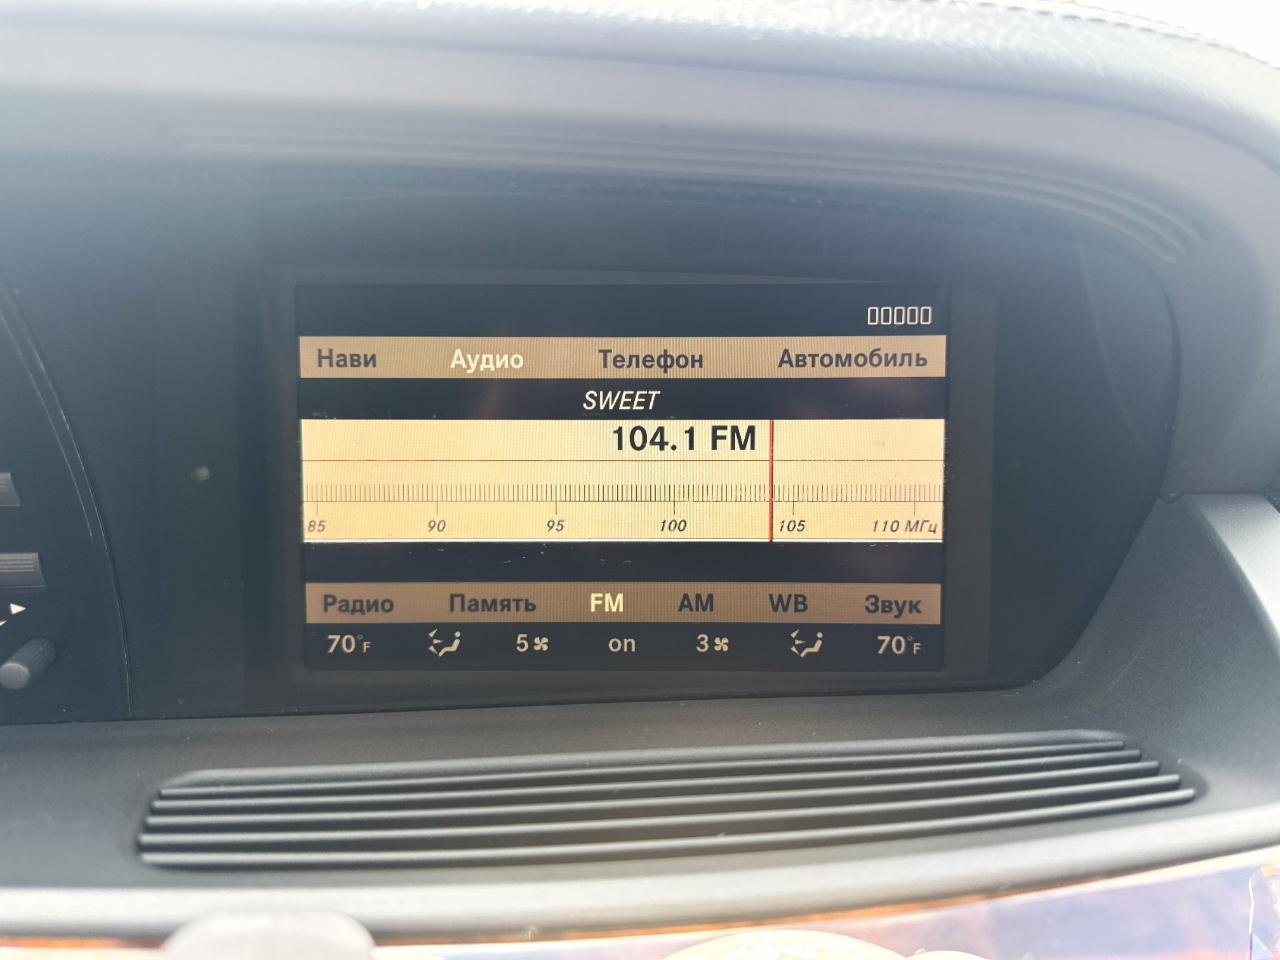 Нави Аудио Телефон Автомобиль
SWEET
104.1 FM
85 90 95 100 105 110 МГц
Радио Память FM AM WB Звук
70°F 5 on 3 70°F